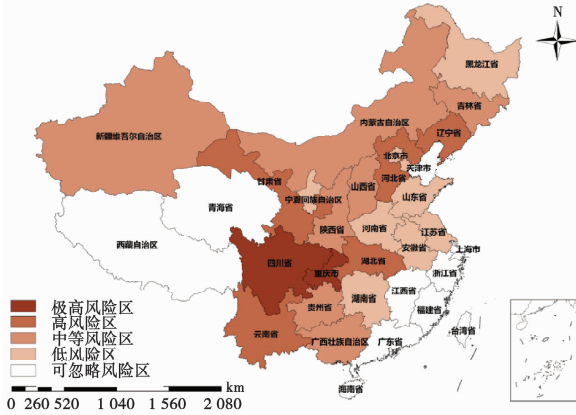 N
黑龙江省
吉林省
内蒙古自治区
辽宁省
新疆维吾尔自治区
北京市
天津市
河北省
甘肃省
山西省
宁夏回族自治区
山东省
青海省
陕西省
河南省
江苏省
安徽省
西藏自治区
上海市
四川省
湖北省
重庆市
浙江省
江西省
湖南省
贵州省
福建省
云南省
台湾省
广西壮族自治区
广东省
海南省
极高风险区
高风险区
中等风险区
低风险区
可忽略风险区
km
0 260 520 1 040 1 560 2 080